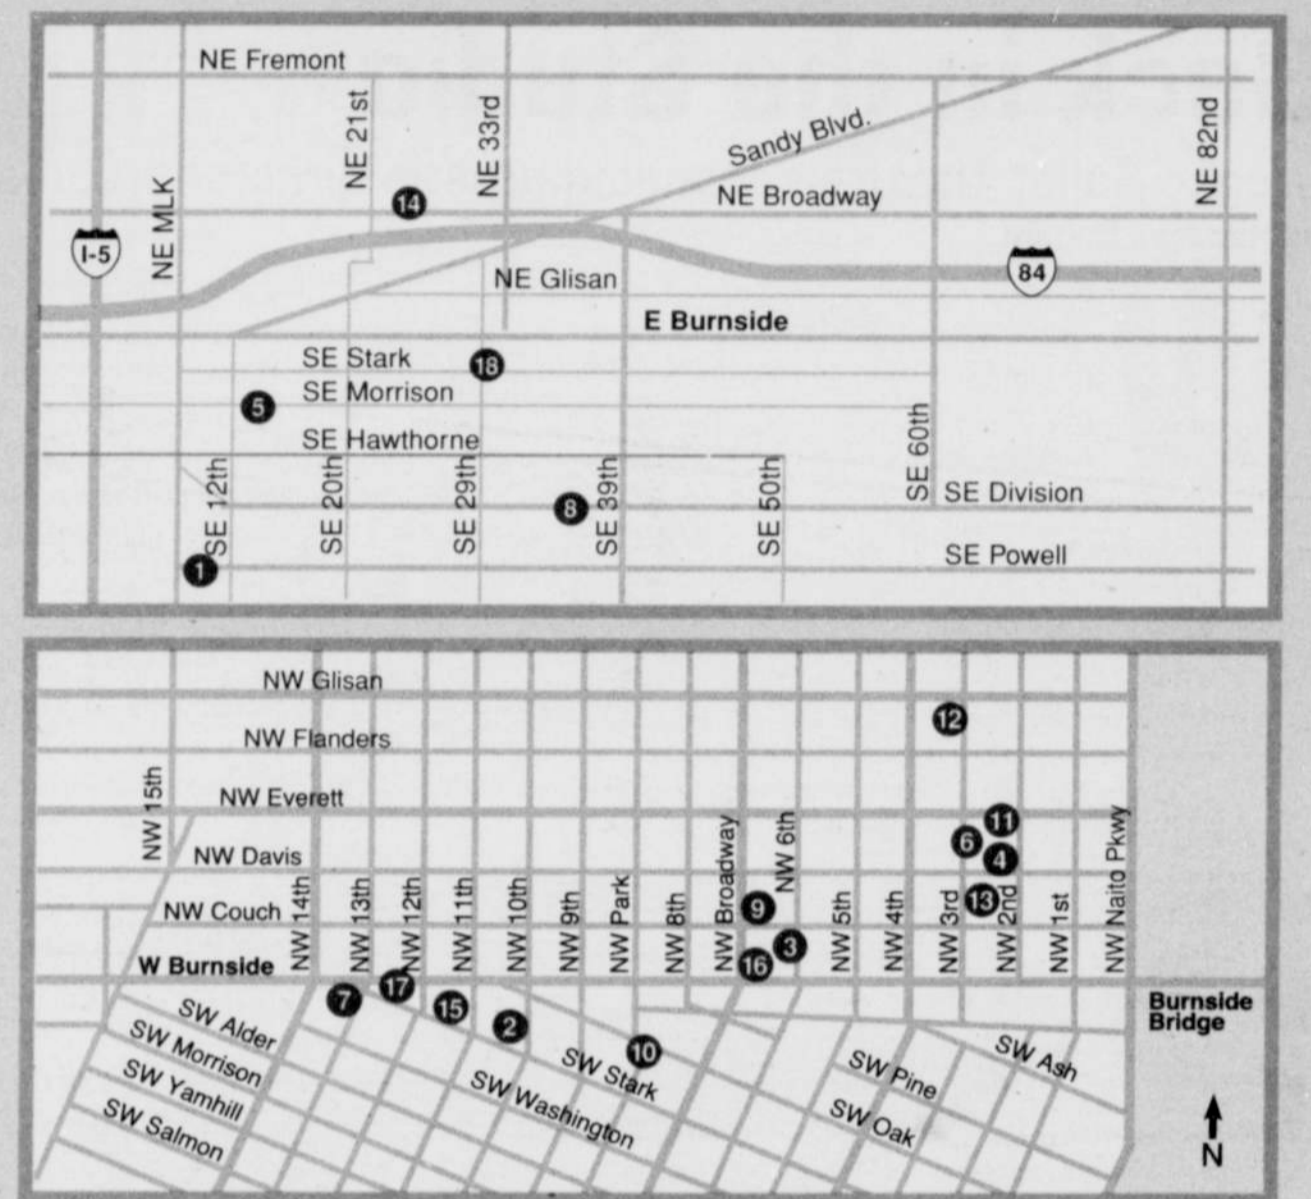 NE Fremont
NE 21st
NE 33rd
Sandy Blvd.
NE 82nd
NE MLK
14
NE Broadway
I-5
84
NE Glisan
E Burnside
SE Stark
18
SE Morrison
5
SE Hawthorne
SE 12th
SE 20th
SE 29th
SE 39th
SE 50th
SE 60th
8
SE Division
1
SE Powell
NW Glisan
12
NW Flanders
NW 15th
NW Everett
11
6
4
NW Davis
13
9
NW Couch
3
16
NW 14th
NW 13th
NW 12th
NW 11th
NW 10th
NW 9th
NW Park
NW 8th
NW Broadway
NW 6th
NW 5th
NW 4th
NW 3rd
NW 2nd
NW 1st
NW Naito Pkwy
W Burnside
7
17
15
2
10
Burnside
Bridge
SW Alder
SW Morrison
SW Yamhill
SW Salmon
SW Stark
SW Washington
SW Pine
SW Oak
SW Ash
N